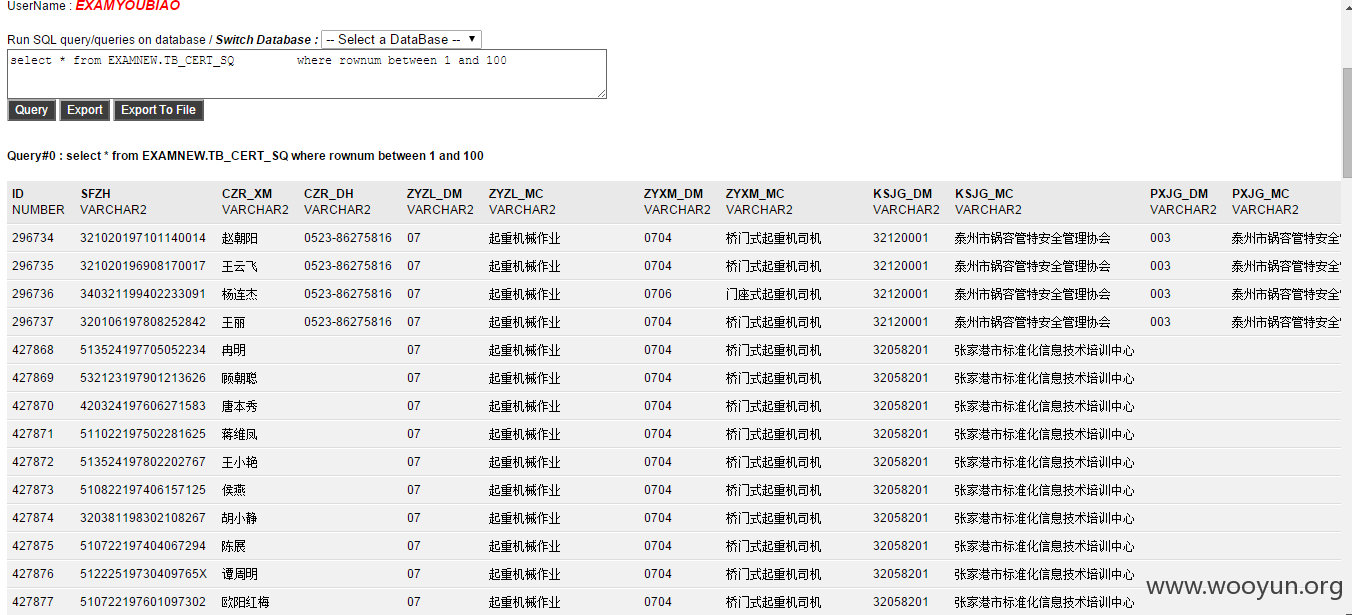 UserName : EXAMYOUBIAO
Run SQL query/queries on database / Switch Database : -- Select a DataBase --
select * from EXAMNEW.TB_CERT_SQ where rownum between 1 and 100
Query Export Export To File
Query#0 : select * from EXAMNEW.TB_CERT_SQ where rownum between 1 and 100
ID SFZH CZR_XM CZR_DH ZYZL_DM ZYZL_MC ZYXM_DM ZYXM_MC KSJG_DM KSJG_MC PXJG_DM PXJG_MC
NUMBER VARCHAR2 VARCHAR2 VARCHAR2 VARCHAR2 VARCHAR2 VARCHAR2 VARCHAR2 VARCHAR2 VARCHAR2 VARCHAR2 VARCHAR2
296734 321020197101140014 赵朝阳 0523-86275816 07 起重机械作业 0704 桥门式起重机司机 32120001 泰州市锅容管特安全管理协会 003 泰州市锅容管特安全
296735 321020196908170017 王云飞 0523-86275816 07 起重机械作业 0704 桥门式起重机司机 32120001 泰州市锅容管特安全管理协会 003 泰州市锅容管特安全
296736 340321199402233091 杨连杰 0523-86275816 07 起重机械作业 0706 门座式起重机司机 32120001 泰州市锅容管特安全管理协会 003 泰州市锅容管特安全
296737 320106197808252842 王丽 0523-86275816 07 起重机械作业 0704 桥门式起重机司机 32120001 泰州市锅容管特安全管理协会 003 泰州市锅容管特安全
427868 513524197705052234 冉明 07 起重机械作业 0704 桥门式起重机司机 32058201 张家港市标准化信息技术培训中心
427869 532123197901213626 顾朝聪 07 起重机械作业 0704 桥门式起重机司机 32058201 张家港市标准化信息技术培训中心
427870 420324197606271583 唐本秀 07 起重机械作业 0704 桥门式起重机司机 32058201 张家港市标准化信息技术培训中心
427871 511022197502281625 蒋维凤 07 起重机械作业 0704 桥门式起重机司机 32058201 张家港市标准化信息技术培训中心
427872 513524197802202767 王小艳 07 起重机械作业 0704 桥门式起重机司机 32058201 张家港市标准化信息技术培训中心
427873 510822197406157125 侯燕 07 起重机械作业 0704 桥门式起重机司机 32058201 张家港市标准化信息技术培训中心
427874 320381198302108267 胡小静 07 起重机械作业 0704 桥门式起重机司机 32058201 张家港市标准化信息技术培训中心
427875 510722197404067294 陈展 07 起重机械作业 0704 桥门式起重机司机 32058201 张家港市标准化信息技术培训中心
427876 51222519730409765X 谭周明 07 起重机械作业 0704 桥门式起重机司机 32058201 张家港市标准化信息技术培训中心
427877 510722197601097302 欧阳红梅 07 起重机械作业 0704 桥门式起重机司机 32058201 张家港市标准化信息技术培训中心
www.wooyun.org